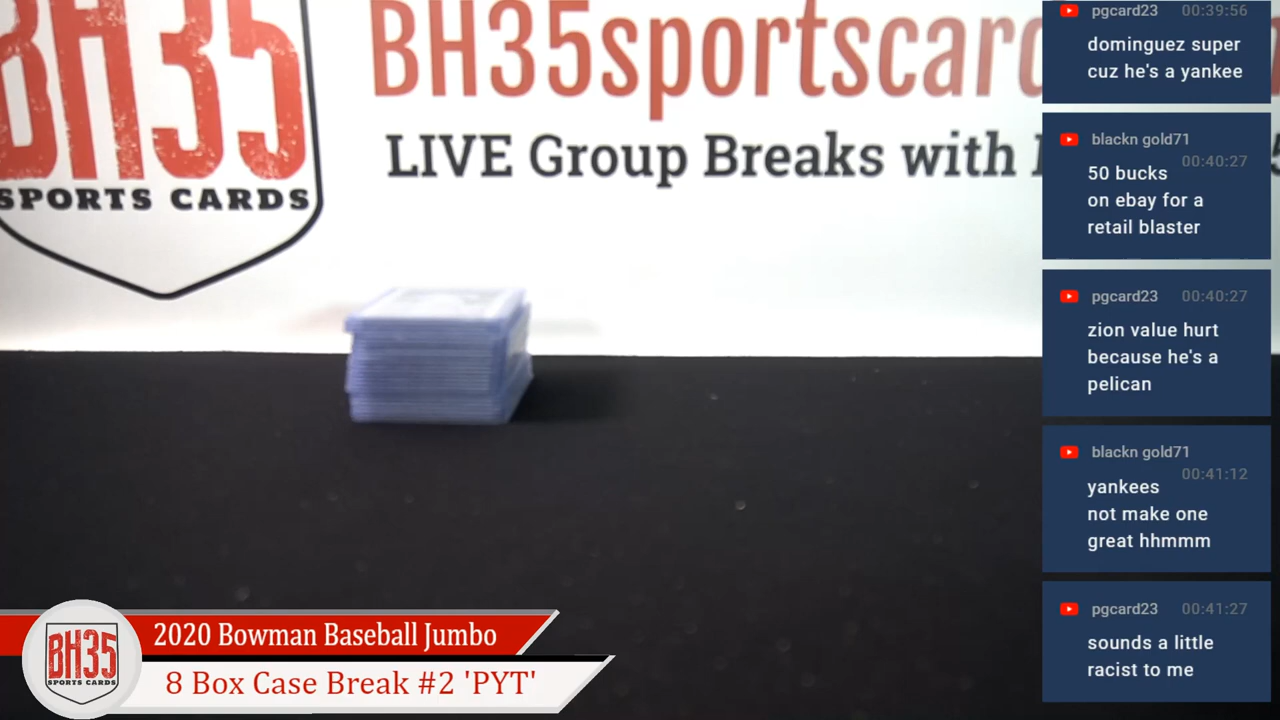 BH35
SPORTS CARDS
BH35sportscard
LIVE Group Breaks with
pgcard23 00:39:56
dominguez super
cuz he's a yankee
blackn gold71
00:40:27
50 bucks
on ebay for a
retail blaster
pgcard23 00:40:27
zion value hurt
because he's a
pelican
blackn gold71
00:41:12
yankees
not make one
great hhmmm
pgcard23 00:41:27
sounds a little
racist to me
BH35
SPORTS CARDS
2020 Bowman Baseball Jumbo
8 Box Case Break #2 'PYT'